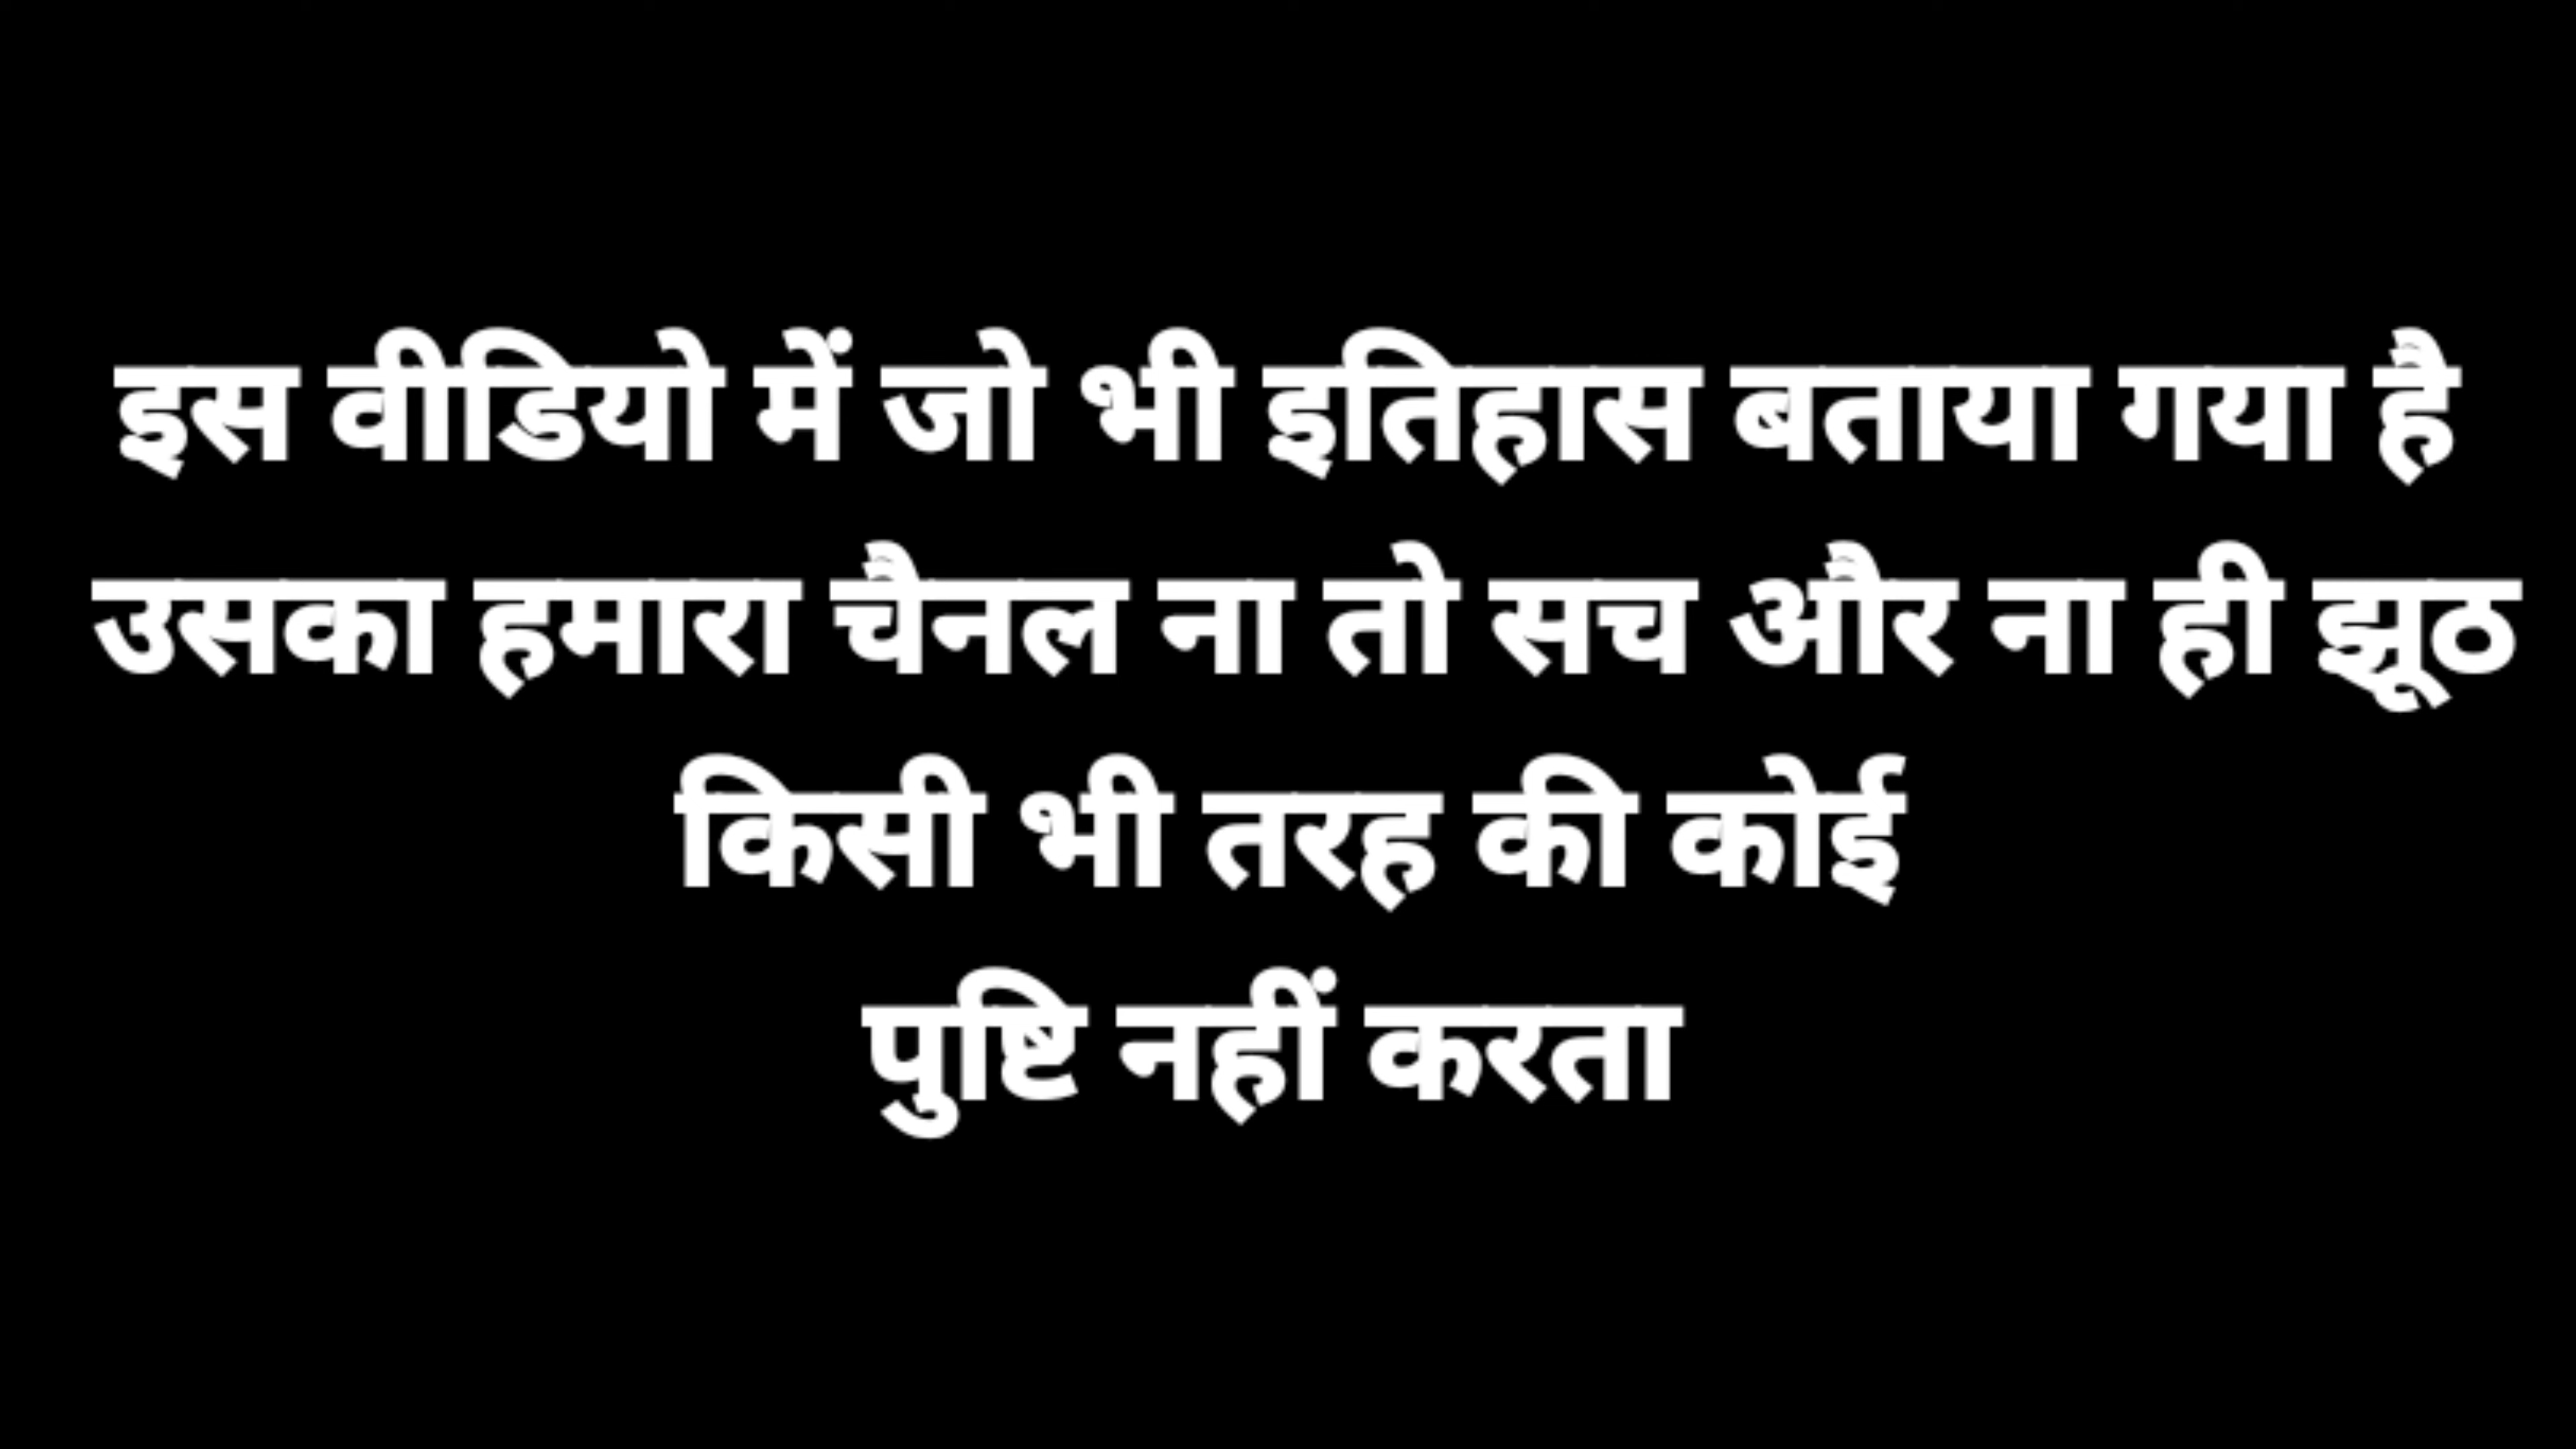 इस वीडियो में जो भी इतिहास बताया गया है
उसका हमारा चैनल ना तो सच और ना ही झूठ
किसी भी तरह की कोई
पुष्टि नहीं करता